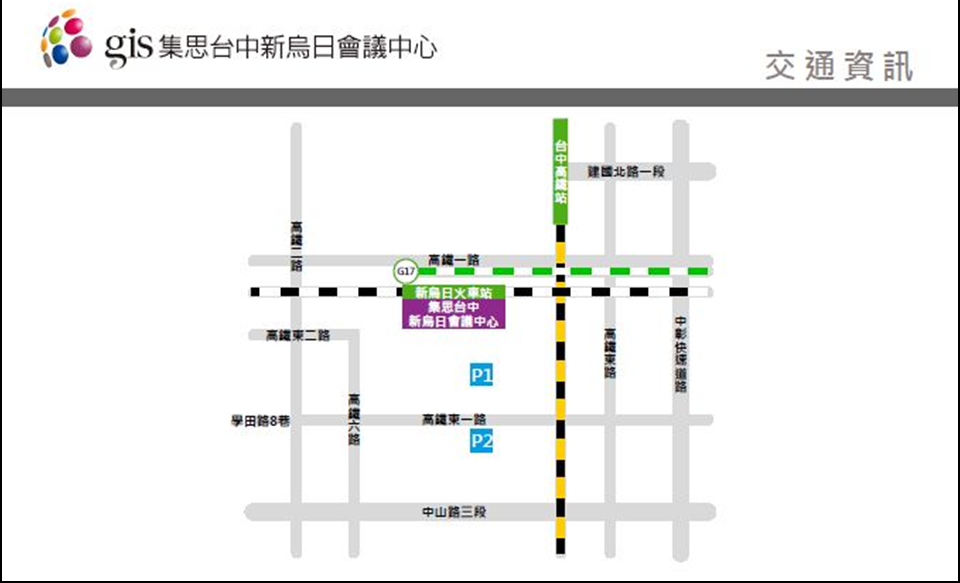 gis 集思台中新烏日會議中心
交通資訊
台中高鐵站
建國北路一段
高鐵二路
高鐵一路
G17
新烏日火車站
集思台中
新烏日會議中心
高鐵東二路
高鐵東路
中彰快速道路
P1
高鐵六路
學田路8巷
高鐵東一路
P2
中山路三段